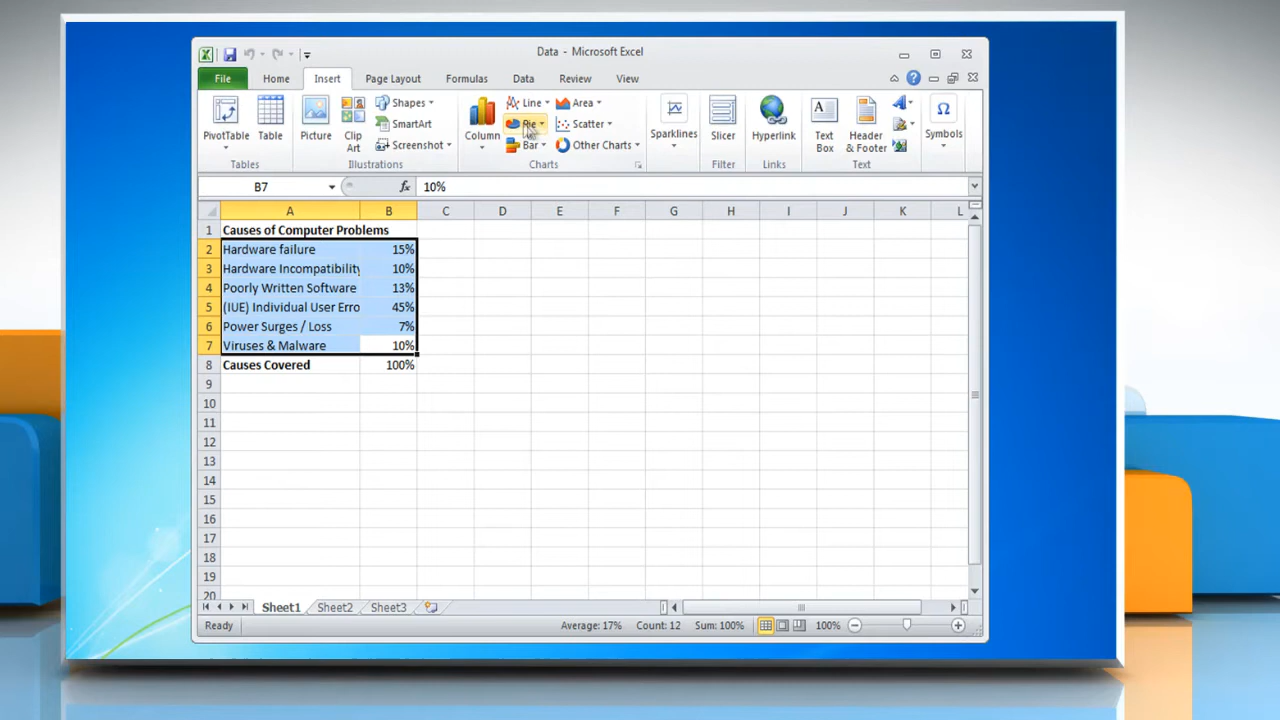 Data - Microsoft Excel
File Home Insert Page Layout Formulas Data Review View
PivotTable Table Picture Clip Art Shapes SmartArt Screenshot Column Line Pie Bar Area Scatter Other Charts Sparklines Slicer Hyperlink Text Box Header & Footer Symbols
Tables Illustrations Charts Filter Links Text
B7 fx 10%
A B C D E F G H I J K L
1 Causes of Computer Problems
2 Hardware failure 15%
3 Hardware Incompatibility 10%
4 Poorly Written Software 13%
5 (IUE) Individual User Erro 45%
6 Power Surges / Loss 7%
7 Viruses & Malware 10%
8 Causes Covered 100%
9
10
11
12
13
14
15
16
17
18
19
20
Sheet1 Sheet2 Sheet3
Ready Average: 17% Count: 12 Sum: 100% 100%